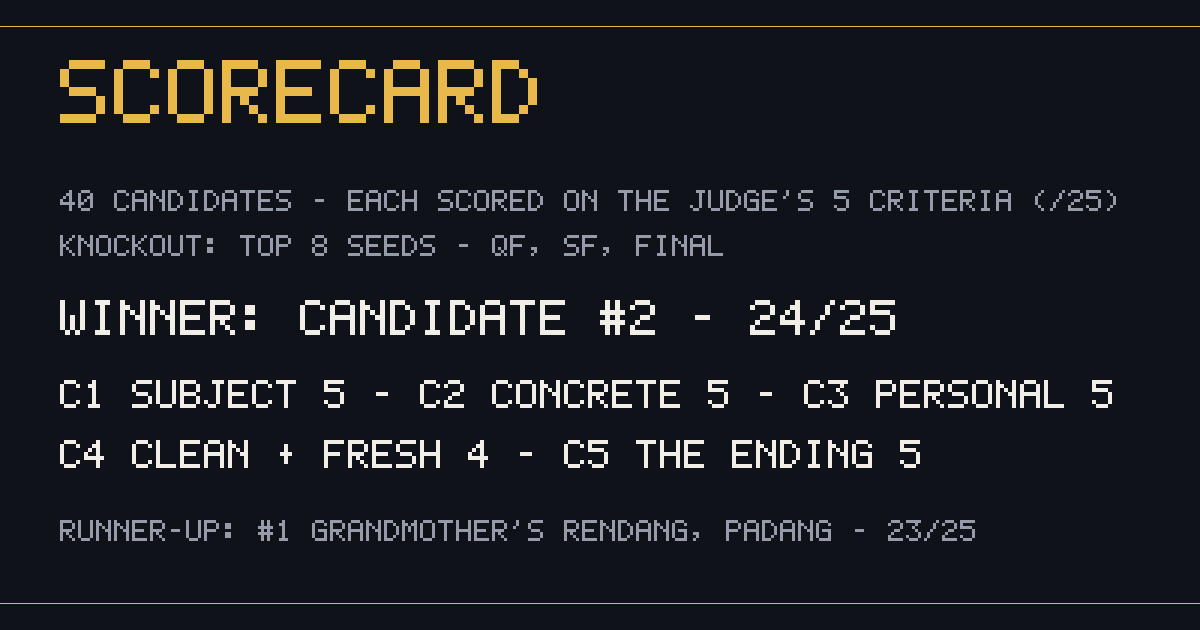 SCORECARD
40 CANDIDATES - EACH SCORED ON THE JUDGE'S 5 CRITERIA (/25)
KNOCKOUT: TOP 8 SEEDS - QF, SF, FINAL
WINNER: CANDIDATE #2 - 24/25
C1 SUBJECT 5 - C2 CONCRETE 5 - C3 PERSONAL 5
C4 CLEAN + FRESH 4 - C5 THE ENDING 5
RUNNER-UP: #1 GRANDMOTHER'S RENDANG, PADANG - 23/25